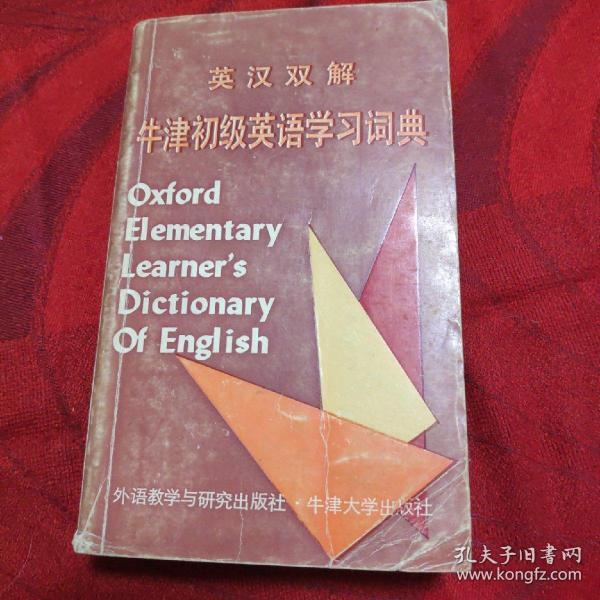 英汉双解
牛津初级英语学习词典
Oxford
Elementary
Learner's
Dictionary
Of English
外语教学与研究出版社·牛津大学出版社
孔夫子旧书网
www.kongfz.com